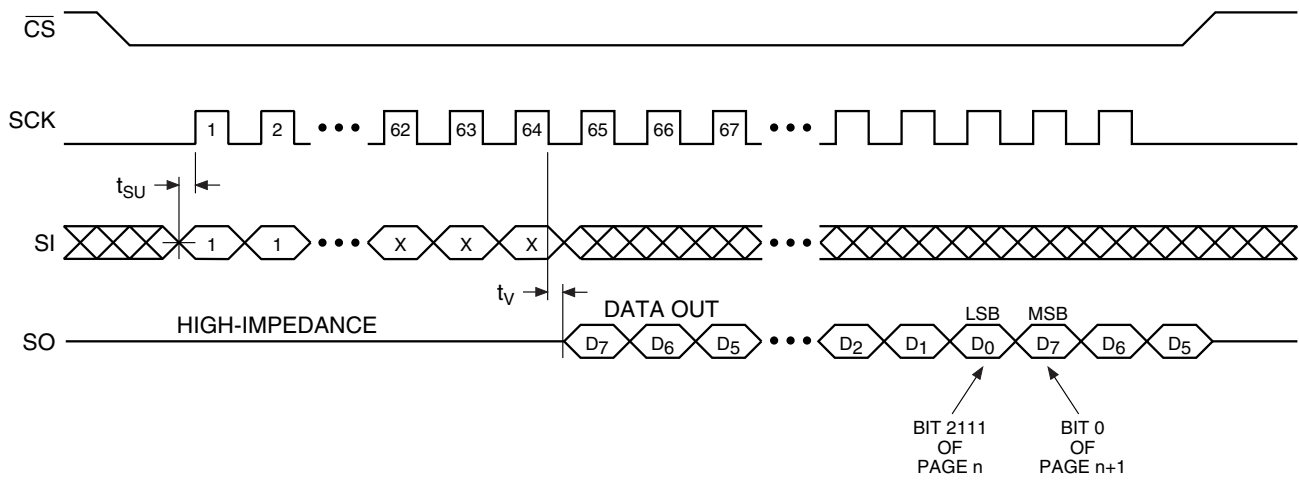 CS
SCK
1 2 ••• 62 63 64 65 66 67 •••
tSU
SI
1 1 ••• X X X •••
tV
HIGH-IMPEDANCE
DATA OUT
LSB MSB
SO
D7 D6 D5 ••• D2 D1 D0 D7 D6 D5
BIT 2111
OF
PAGE n
BIT 0
OF
PAGE n+1